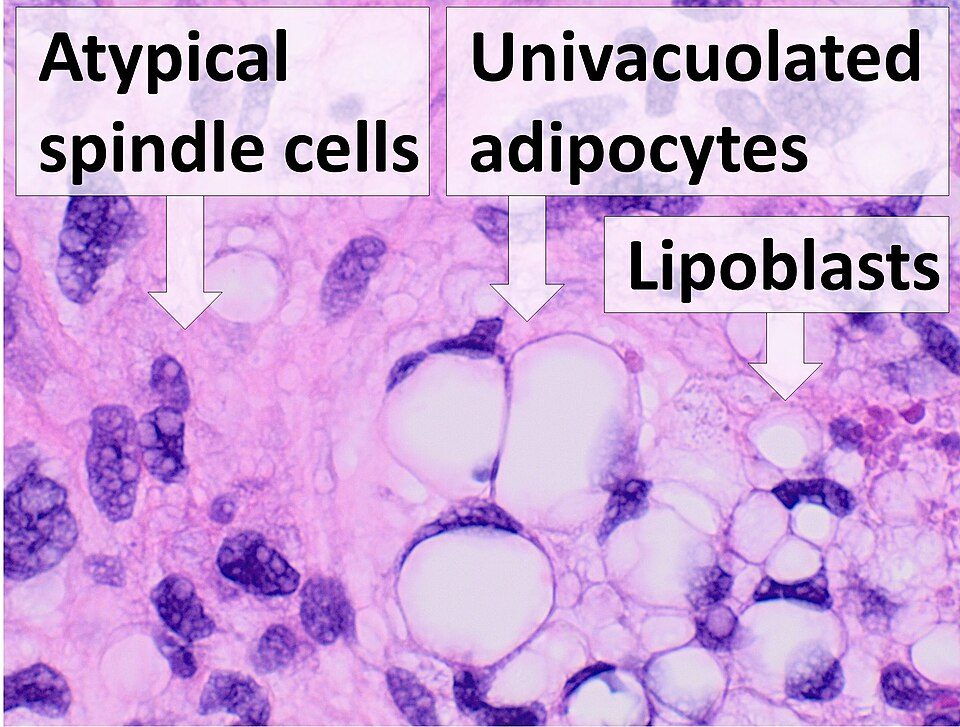 Atypical
spindle cells
Univacuolated
adipocytes
Lipoblasts